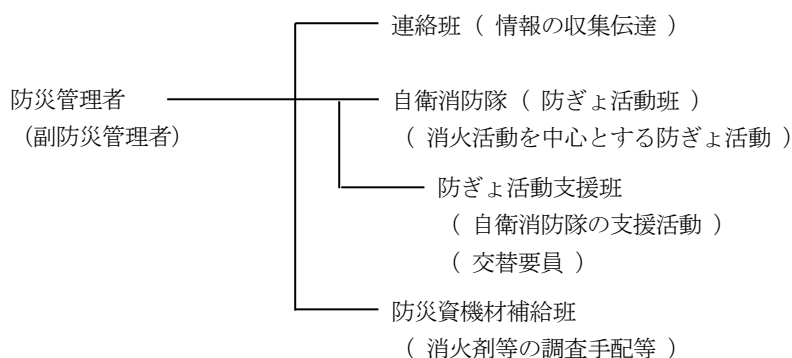 連絡班（ 情報の収集伝達 ）
防災管理者
（副防災管理者）
自衛消防隊（ 防ぎょ活動班 ）
（ 消火活動を中心とする防ぎょ活動 ）
防ぎょ活動支援班
（ 自衛消防隊の支援活動 ）
（ 交替要員 ）
防災資機材補給班
（ 消火剤等の調査手配等 ）